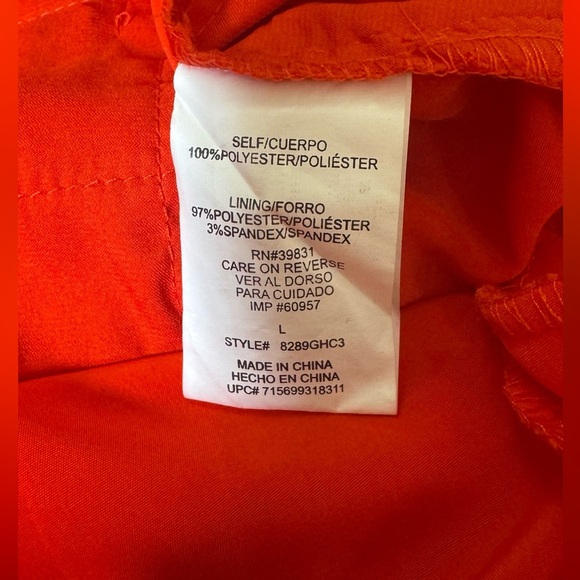 SELF/CUERPO
100%POLYESTER/POLIÉSTER
LINING/FORRO
97%POLYESTER/POLIÉSTER
3%SPANDEX/SPANDEX
RN#39831
CARE ON REVERSE
VER AL DORSO
PARA CUIDADO
IMP #60957
L
STYLE# 8289GHC3
MADE IN CHINA
HECHO EN CHINA
UPC# 715699318311